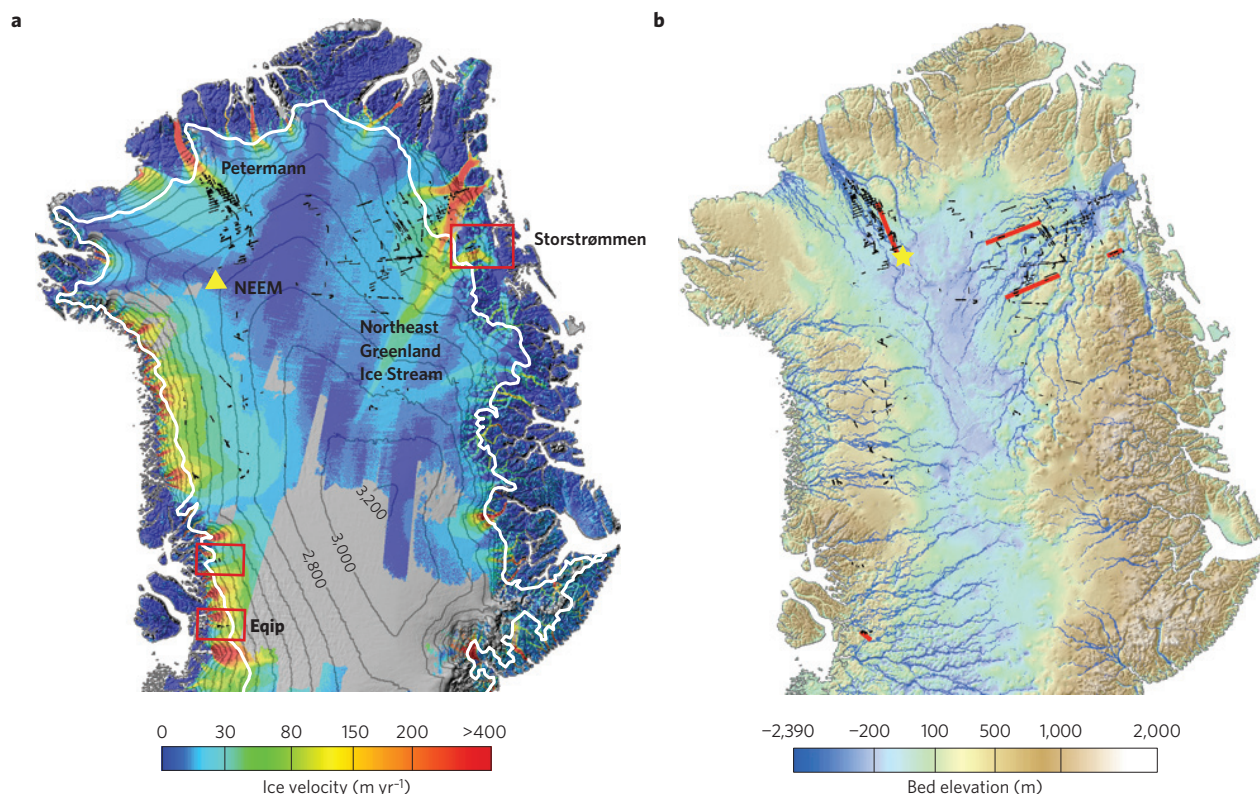 a
Petermann
Storstrømmen
NEEM
Northeast
Greenland
Ice Stream
3,200
3,000
2,800
Eqip
0 30 80 150 200 >400
Ice velocity (m yr⁻¹)
b
−2,390 −200 100 500 1,000 2,000
Bed elevation (m)